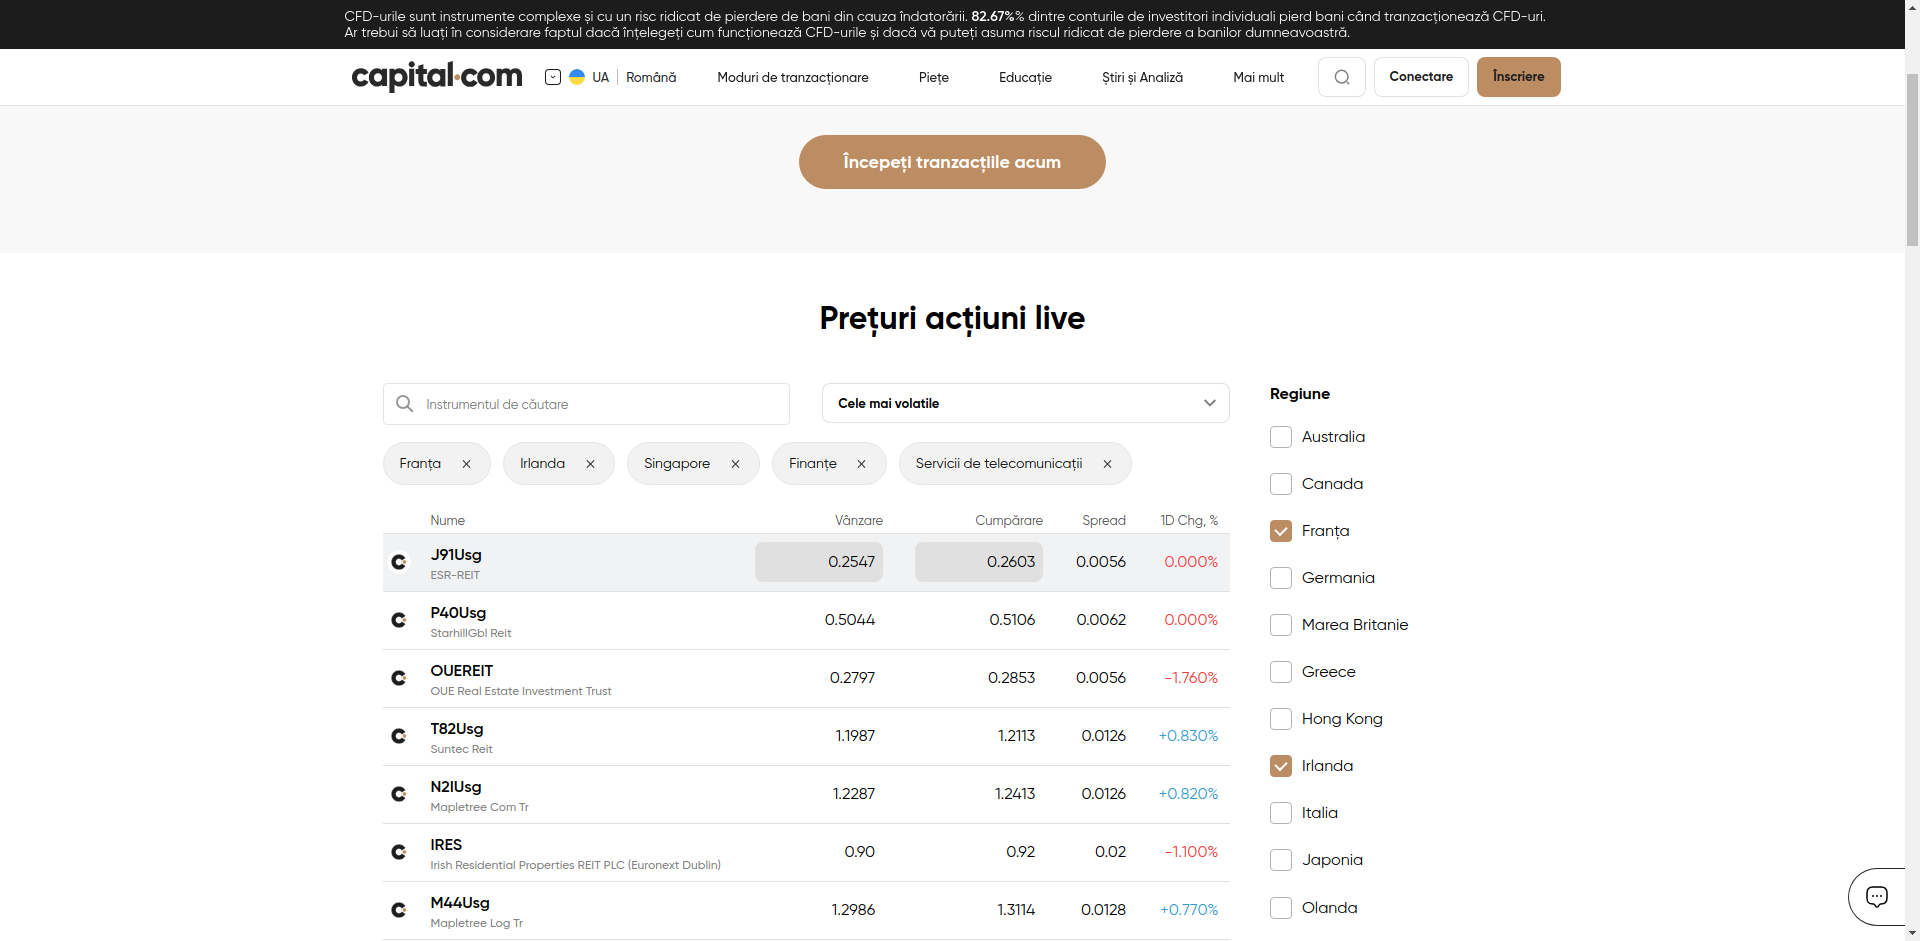 CFD-urile sunt instrumente complexe și cu un risc ridicat de pierdere de bani din cauza îndatorării. 82.67%% dintre conturile de investitori individuali pierd bani când tranzacționează CFD-uri.
Ar trebui să luați în considerare faptul dacă înțelegeți cum funcționează CFD-urile și dacă vă puteți asuma riscul ridicat de pierdere a banilor dumneavoastră.
capital.com UA Română Moduri de tranzacționare Piețe Educație Știri și Analiză Mai mult Conectare Înscriere
Începeți tranzacțiile acum
Prețuri acțiuni live
Instrumentul de căutare Cele mai volatile
Franța Irlanda Singapore Finanțe Servicii de telecomunicații
Nume Vânzare Cumpărare Spread 1D Chg, %
J91Usg 0.2547 0.2603 0.0056 0.000%
ESR-REIT
P40Usg 0.5044 0.5106 0.0062 0.000%
StarhillGbl Reit
OUEREIT 0.2797 0.2853 0.0056 -1.760%
OUE Real Estate Investment Trust
T82Usg 1.1987 1.2113 0.0126 +0.830%
Suntec Reit
N2IUsg 1.2287 1.2413 0.0126 +0.820%
Mapletree Com Tr
IRES 0.90 0.92 0.02 -1.100%
Irish Residential Properties REIT PLC (Euronext Dublin)
M44Usg 1.2986 1.3114 0.0128 +0.770%
Mapletree Log Tr
Regiune
Australia
Canada
Franța
Germania
Marea Britanie
Greece
Hong Kong
Irlanda
Italia
Japonia
Olanda